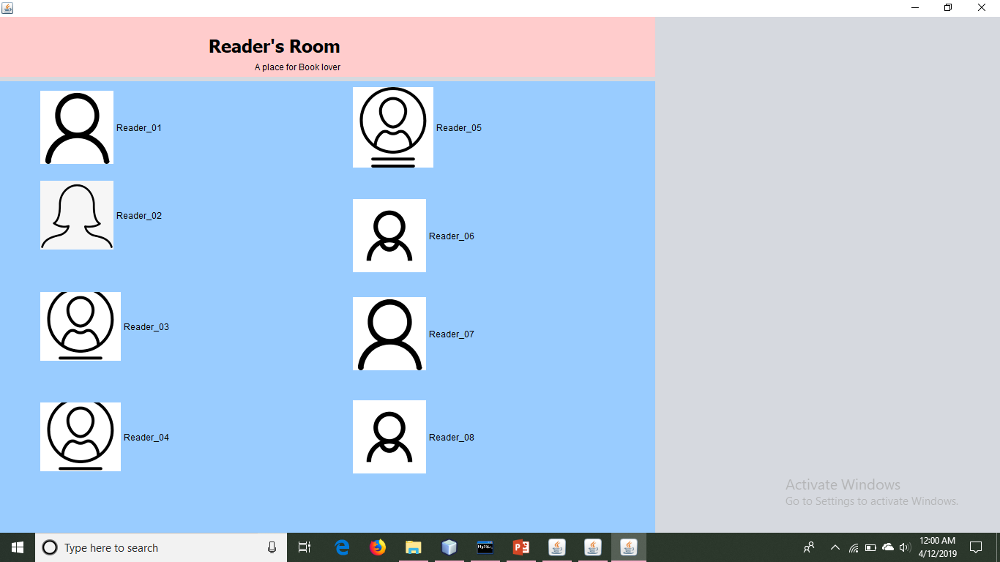 Reader's Room
A place for Book lover
Reader_01
Reader_02
Reader_03
Reader_04
Reader_05
Reader_06
Reader_07
Reader_08
Activate Windows
Go to Settings to activate Windows.
Type here to search
MySQL
P
12:00 AM
4/12/2019